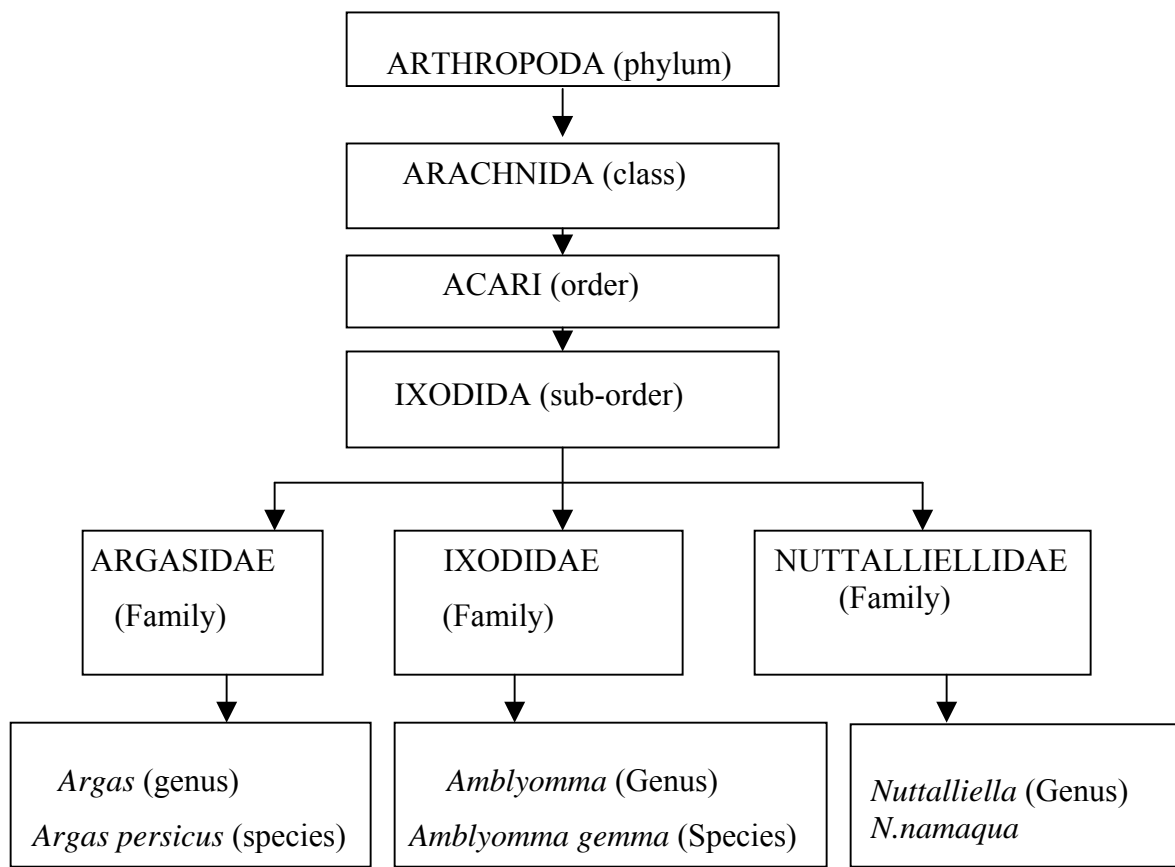 ARTHROPODA (phylum)
ARACHNIDA (class)
ACARI (order)
IXODIDA (sub-order)
ARGASIDAE
(Family)
IXODIDAE
(Family)
NUTTALLIELLIDAE
(Family)
Argas (genus)
Argas persicus (species)
Amblyomma (Genus)
Amblyomma gemma (Species)
Nuttalliella (Genus)
N.namaqua